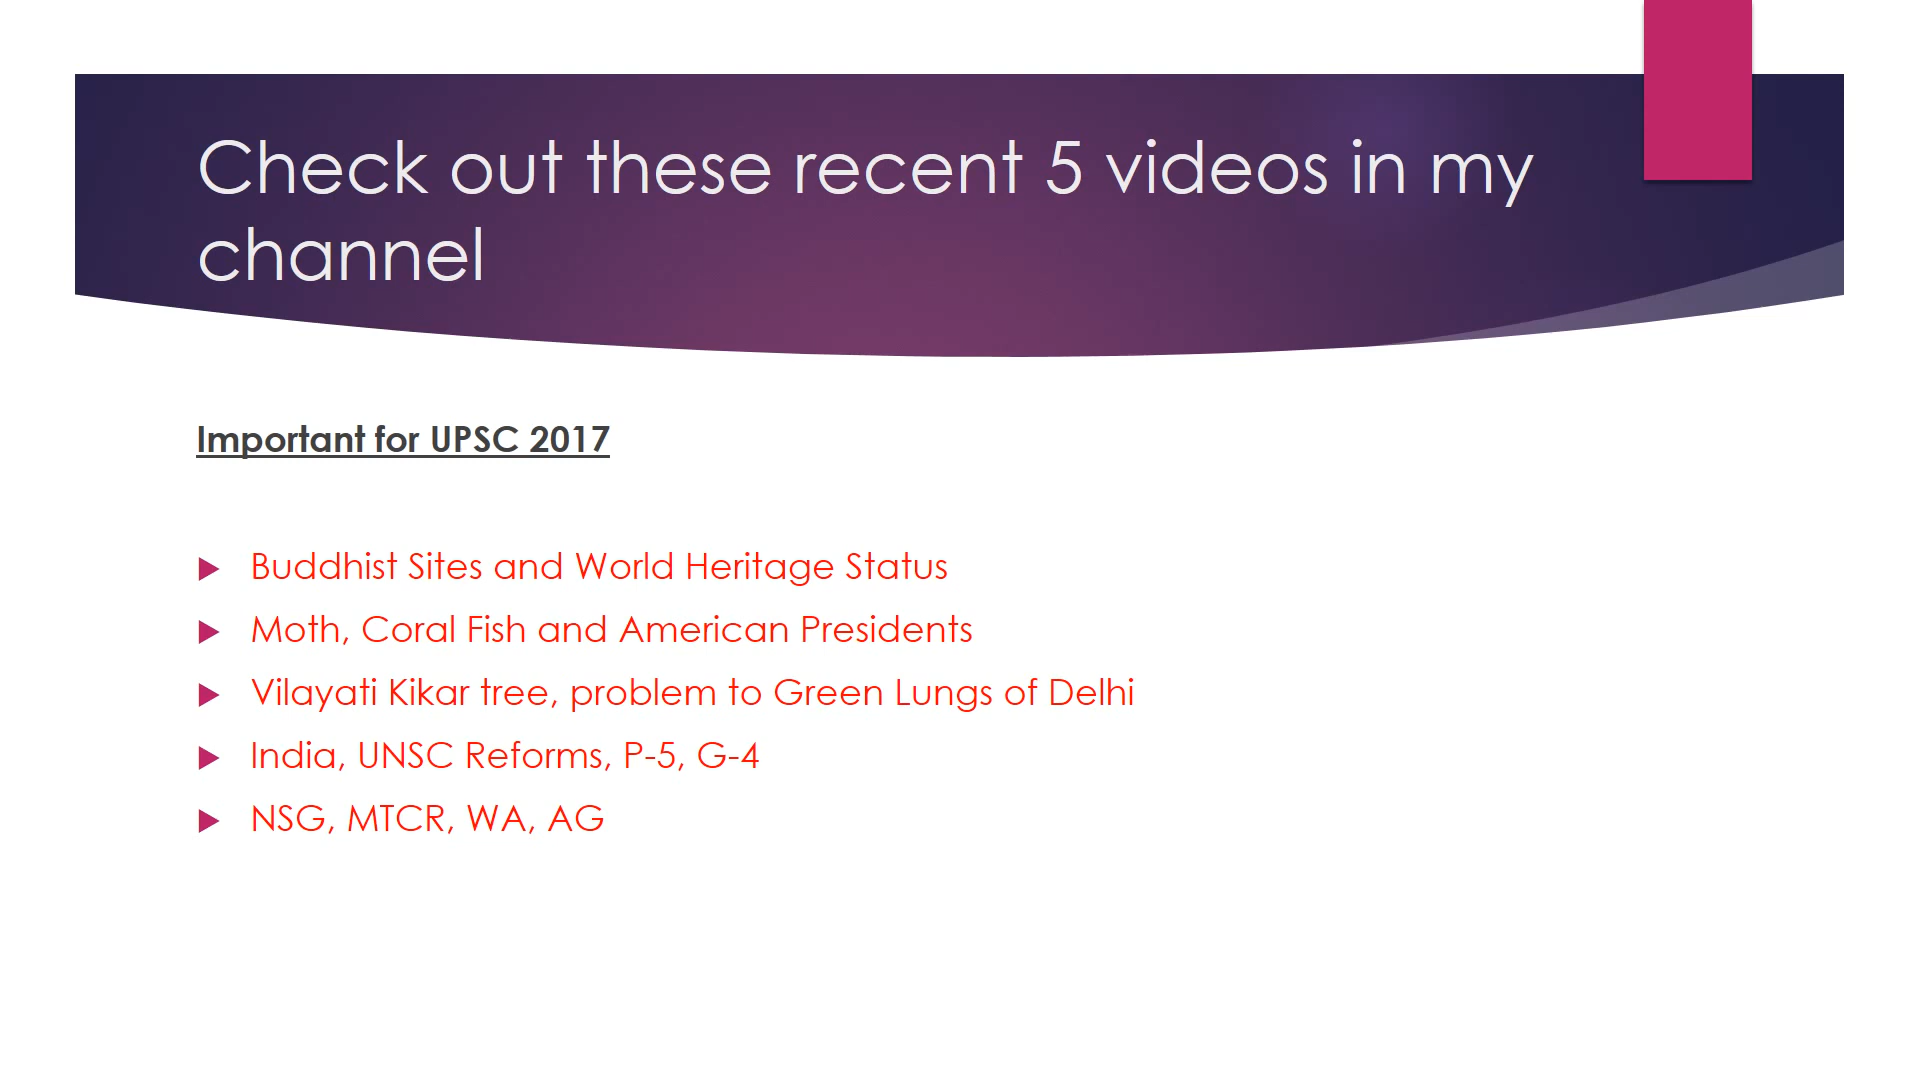 Check out these recent 5 videos in my
channel
Important for UPSC 2017
Buddhist Sites and World Heritage Status
Moth, Coral Fish and American Presidents
Vilayati Kikar tree, problem to Green Lungs of Delhi
India, UNSC Reforms, P-5, G-4
NSG, MTCR, WA, AG